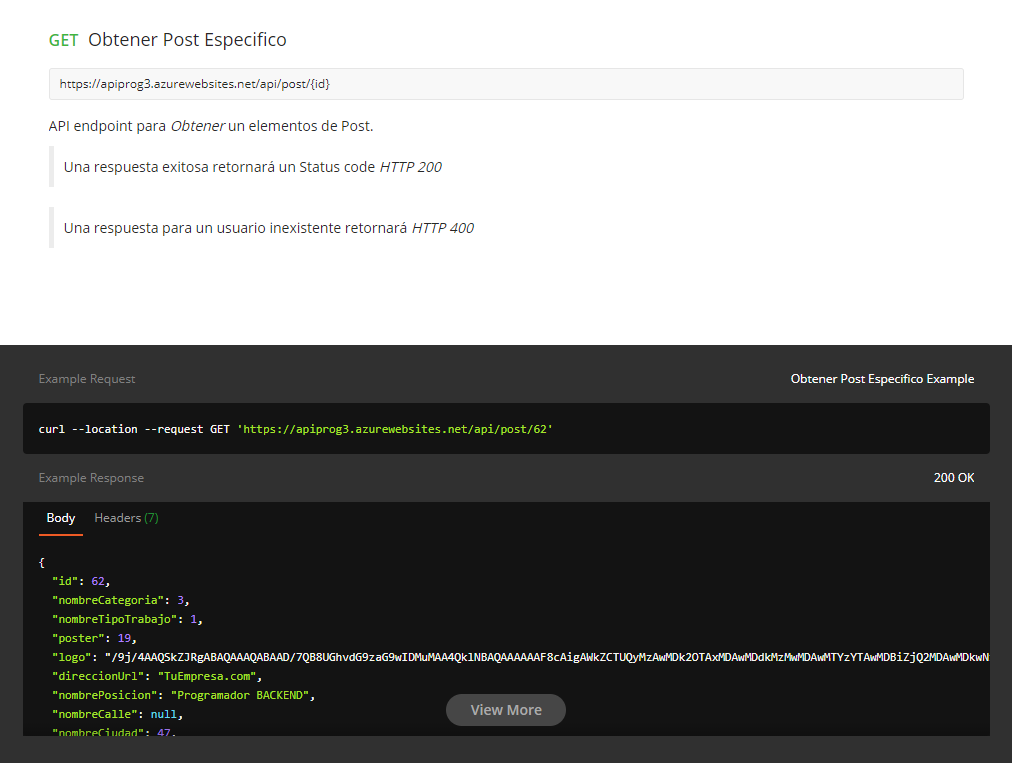 GET Obtener Post Especifico
https://apiprog3.azurewebsites.net/api/post/{id}
API endpoint para Obtener un elementos de Post.
Una respuesta exitosa retornará un Status code HTTP 200
Una respuesta para un usuario inexistente retornará HTTP 400
Example Request
Obtener Post Especifico Example
curl --location --request GET 'https://apiprog3.azurewebsites.net/api/post/62'
Example Response
200 OK
Body Headers (7)
{
"id": 62,
"nombreCategoria": 3,
"nombreTipoTrabajo": 1,
"poster": 19,
"logo": "/9j/4AAQSkZJRgABAQAAAQABAAD/7QB8UGhvdG9zaG9wIDMuMAA4QklNBAQAAAAAAF8cAigAWkZCTUQyMzAwMDk2OTAxMDAwMDdkMzMwMDAwMTYzYTAwMDBiZjQ2MDAwMDkwN
"direccionUrl": "TuEmpresa.com",
"nombrePosicion": "Programador BACKEND",
"nombreCalle": null,
"nombreCiudad": 47,
View More